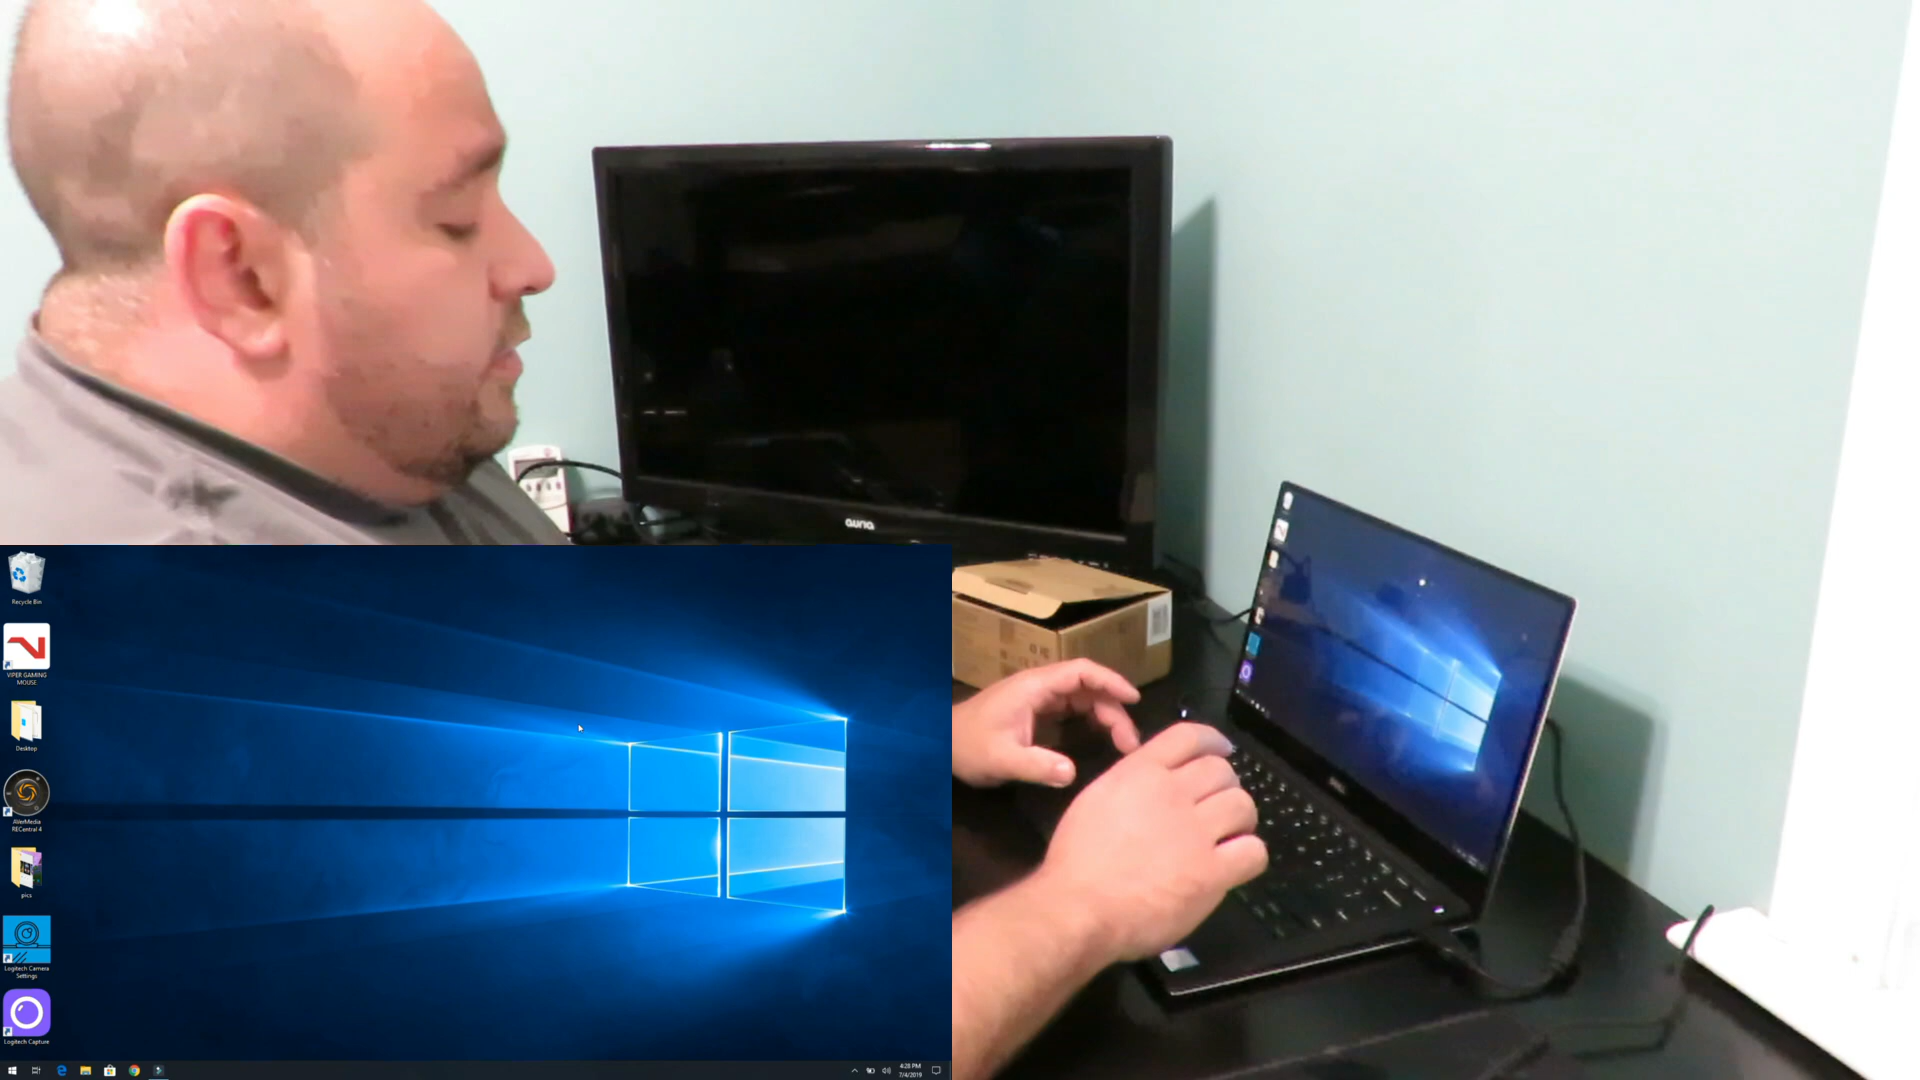 auria
Recycle Bin
VIPER GAMING
MOUSE
Desktop
AVerMedia
RECentral 4
pics
Logitech Camera
Settings
Logitech Capture
4:28 PM
7/4/2019